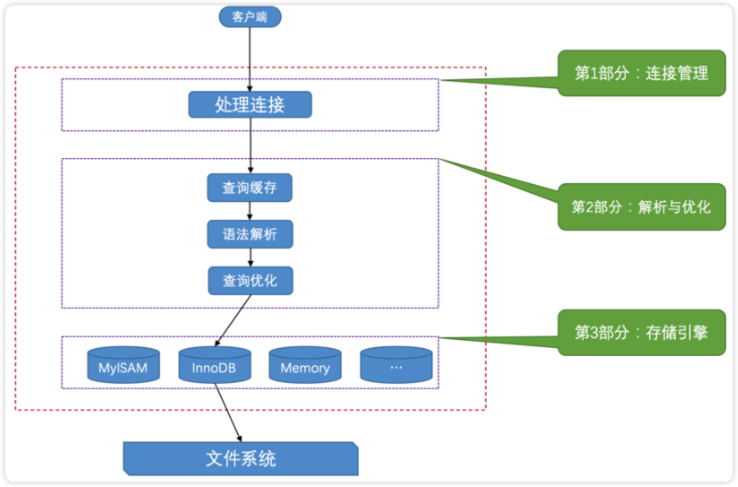 客户端
第1部分：连接管理
处理连接
查询缓存
第2部分：解析与优化
语法解析
查询优化
第3部分：存储引擎
MyISAM
InnoDB
Memory
…
文件系统